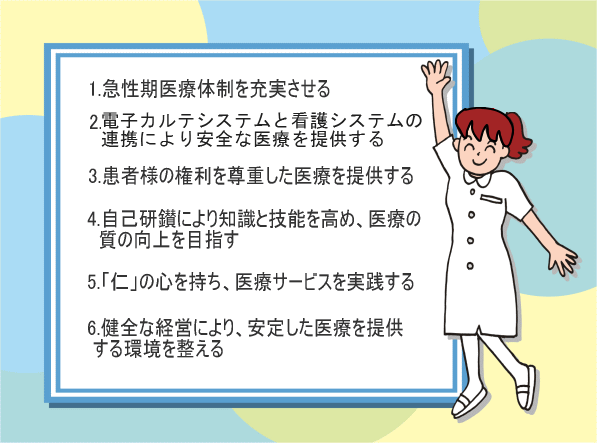 1.急性期医療体制を充実させる
2.電子カルテシステムと看護システムの
連携により安全な医療を提供する
3.患者様の権利を尊重した医療を提供する
4.自己研鑚により知識と技能を高め、医療の
質の向上を目指す
5.「仁」の心を持ち、医療サービスを実践する
6.健全な経営により、安定した医療を提供
する環境を整える